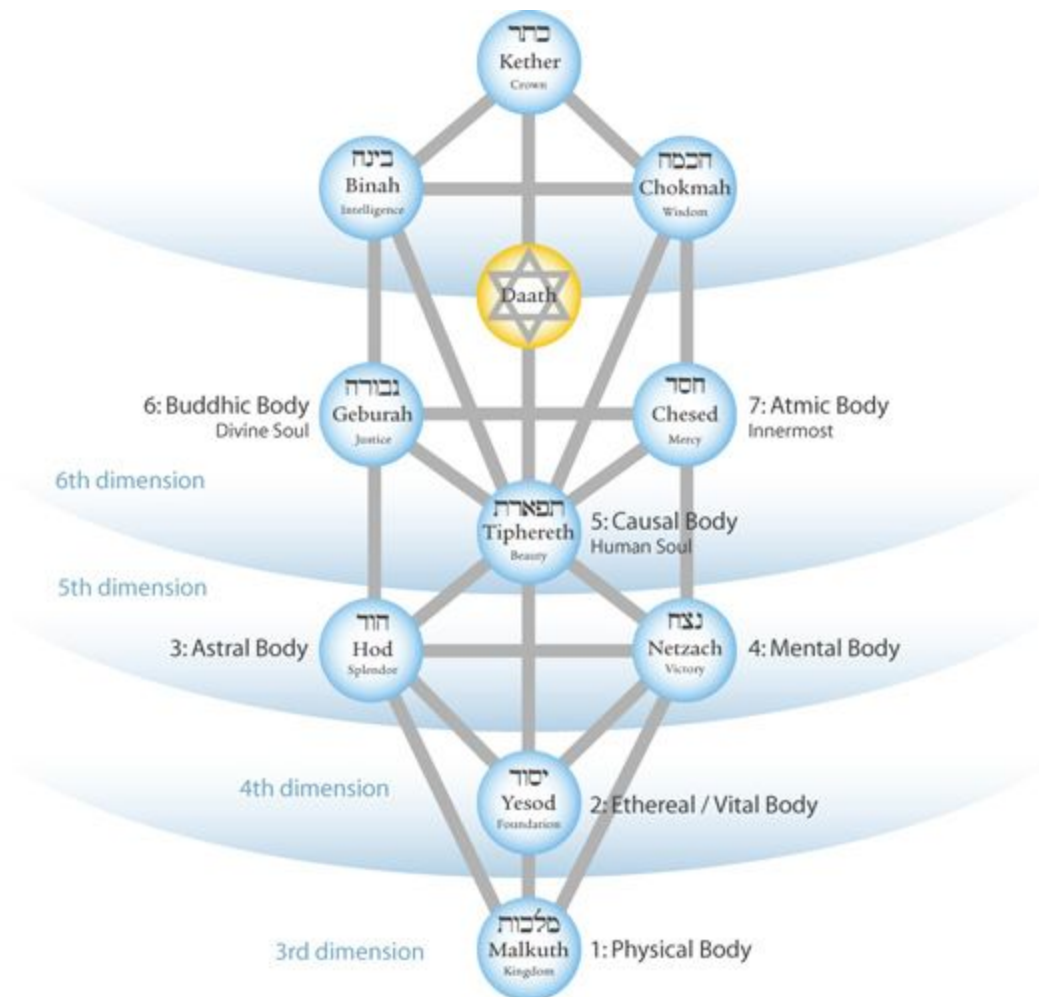 כתר
Kether
Crown
בינה
Binah
Intelligence
חכמה
Chokmah
Wisdom
Daath
6: Buddhic Body
Divine Soul
גבורה
Geburah
Justice
חסד
Chesed
Mercy
7: Atmic Body
Innermost
6th dimension
תפארת
Tiphereth
Beauty
5: Causal Body
Human Soul
5th dimension
3: Astral Body
הוד
Hod
Splendor
נצח
Netzach
Victory
4: Mental Body
4th dimension
יסוד
Yesod
Foundation
2: Ethereal / Vital Body
3rd dimension
מלכות
Malkuth
Kingdom
1: Physical Body